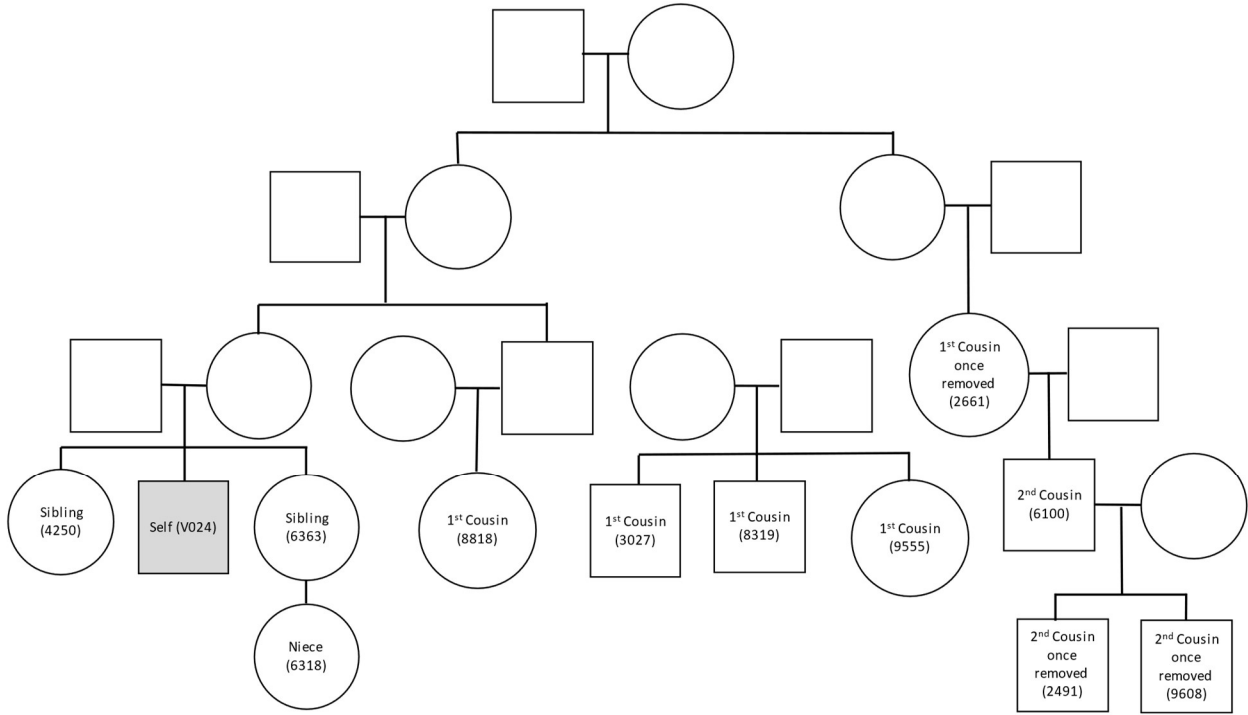 1st Cousin
once
removed
(2661)
Sibling
(4250)
Self (V024)
Sibling
(6363)
1st Cousin
(8818)
1st Cousin
(3027)
1st Cousin
(8319)
1st Cousin
(9555)
2nd Cousin
(6100)
Niece
(6318)
2nd Cousin
once
removed
(2491)
2nd Cousin
once
removed
(9608)